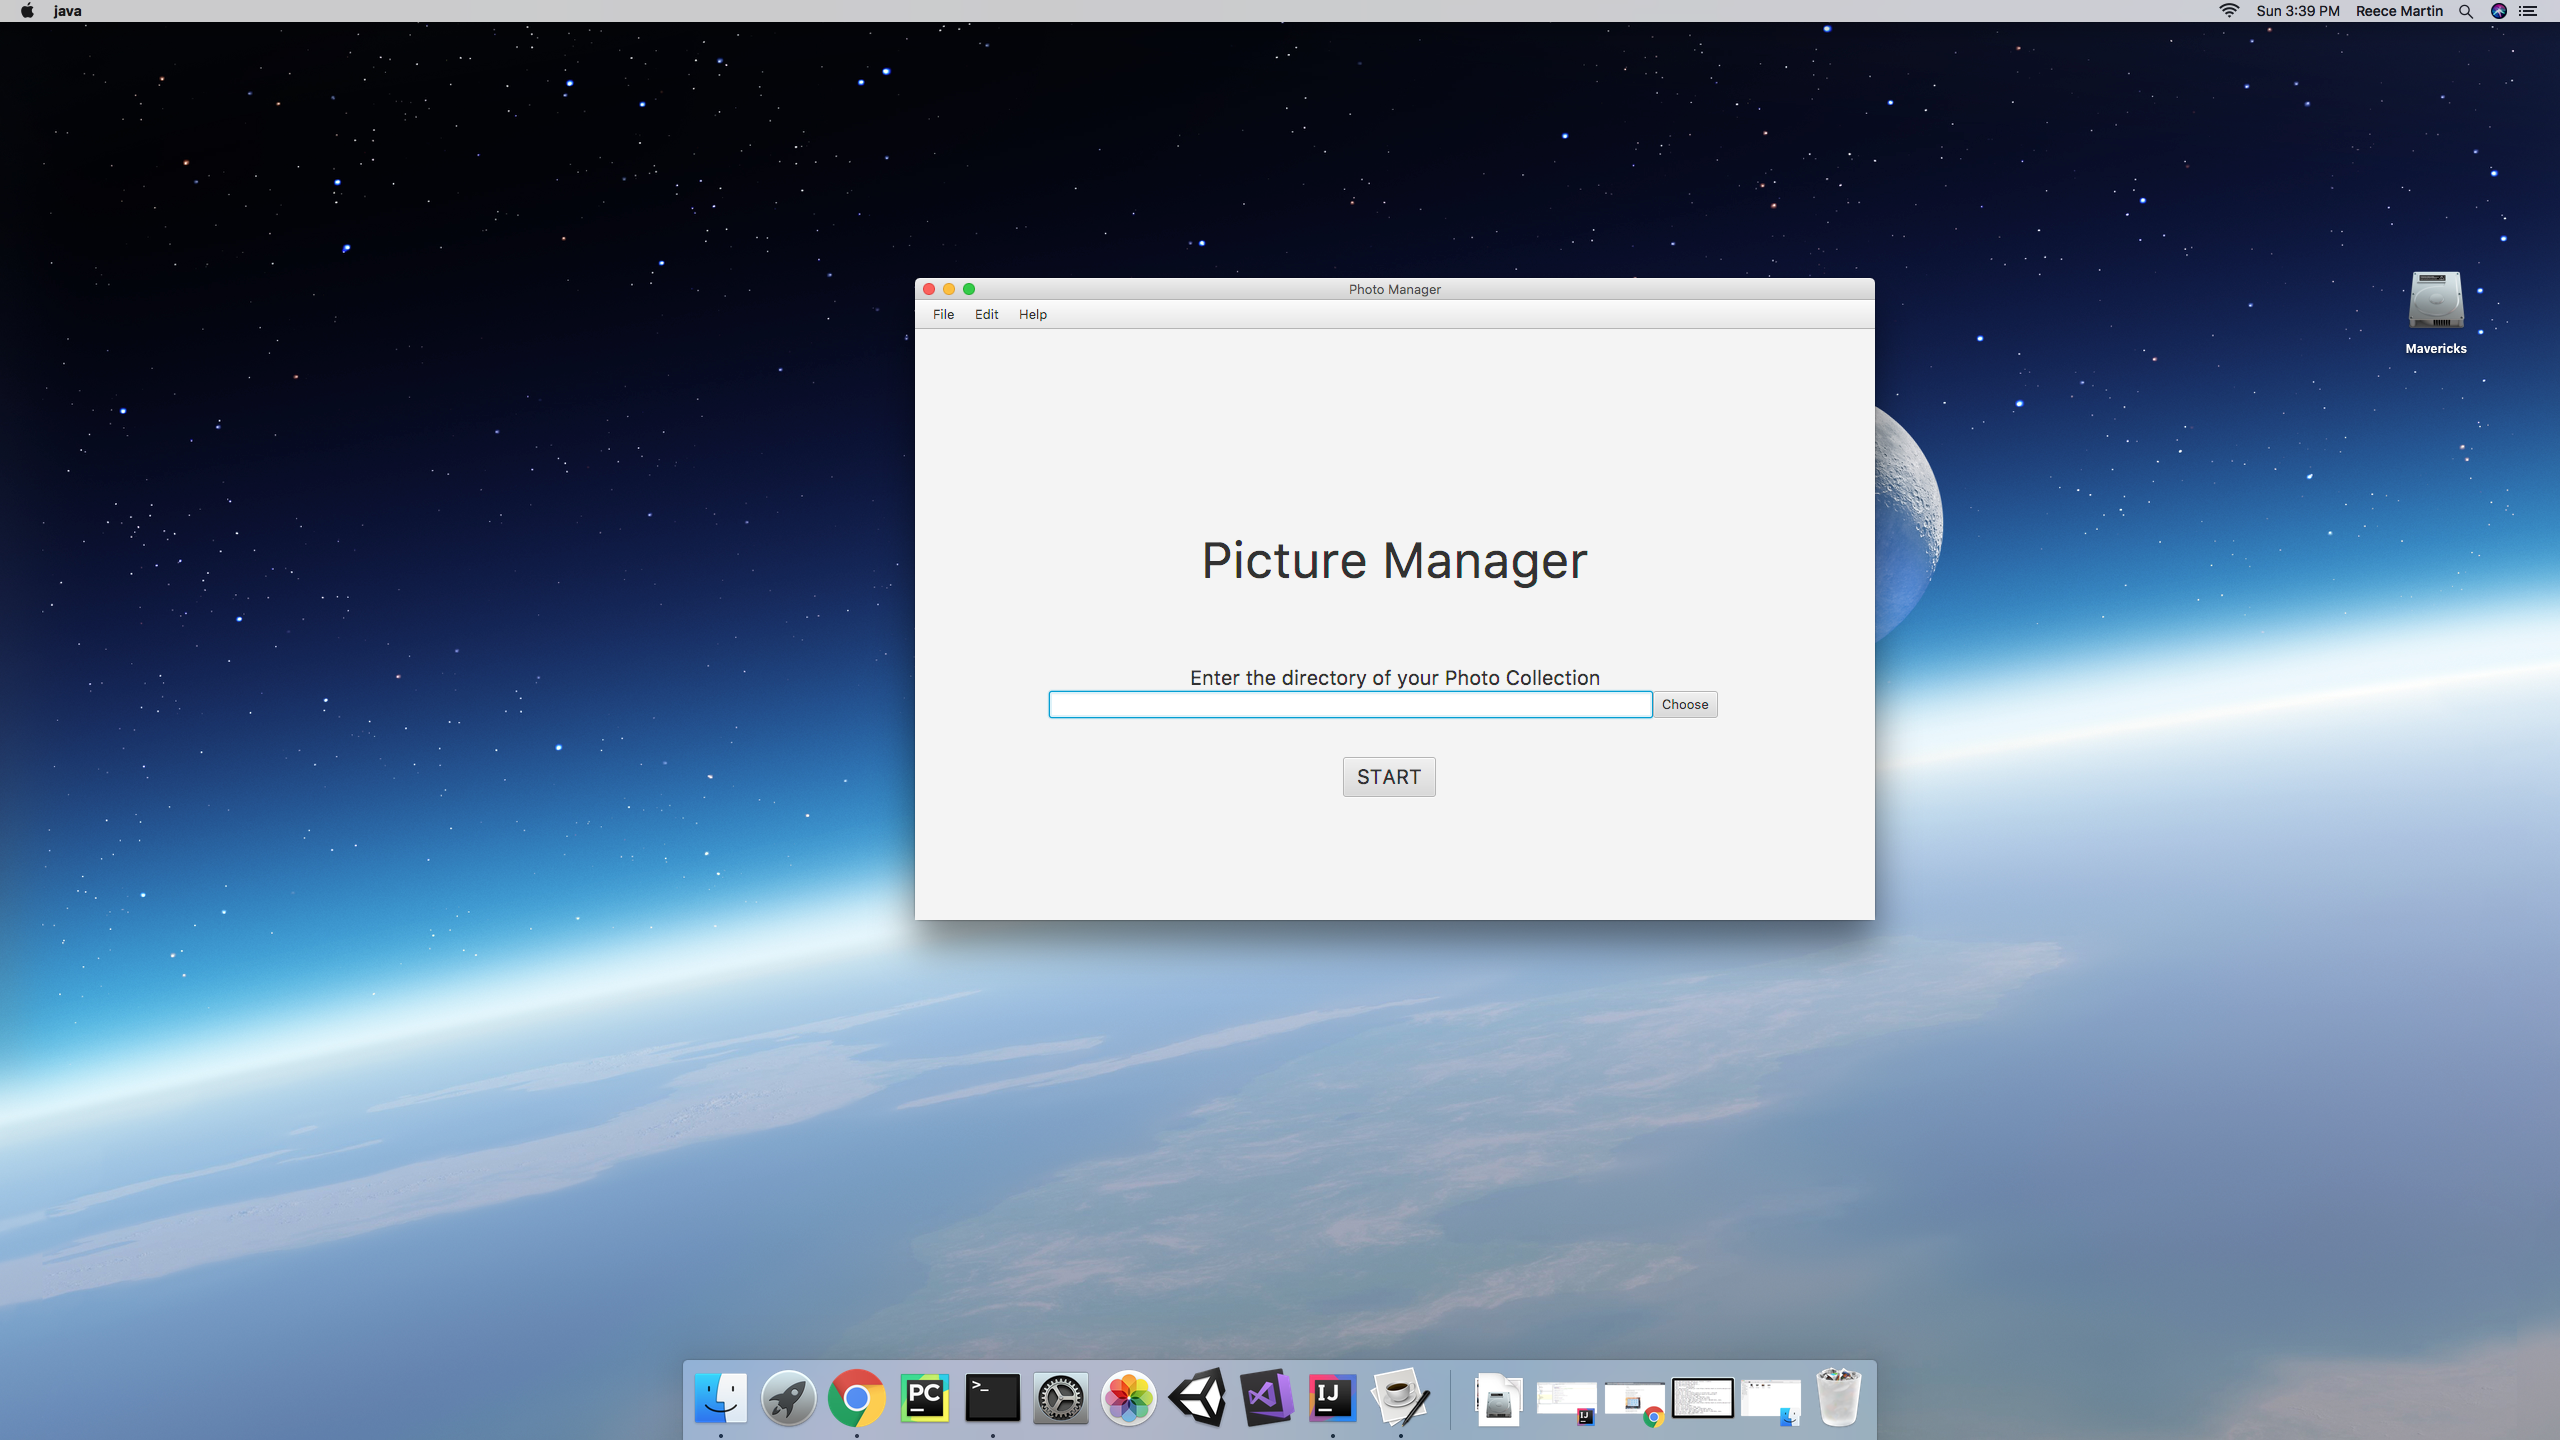 java
Sun 3:39 PM Reece Martin
Photo Manager
File Edit Help
Mavericks
Picture Manager
Enter the directory of your Photo Collection
Choose
START
PC
>_
IJ
IJ